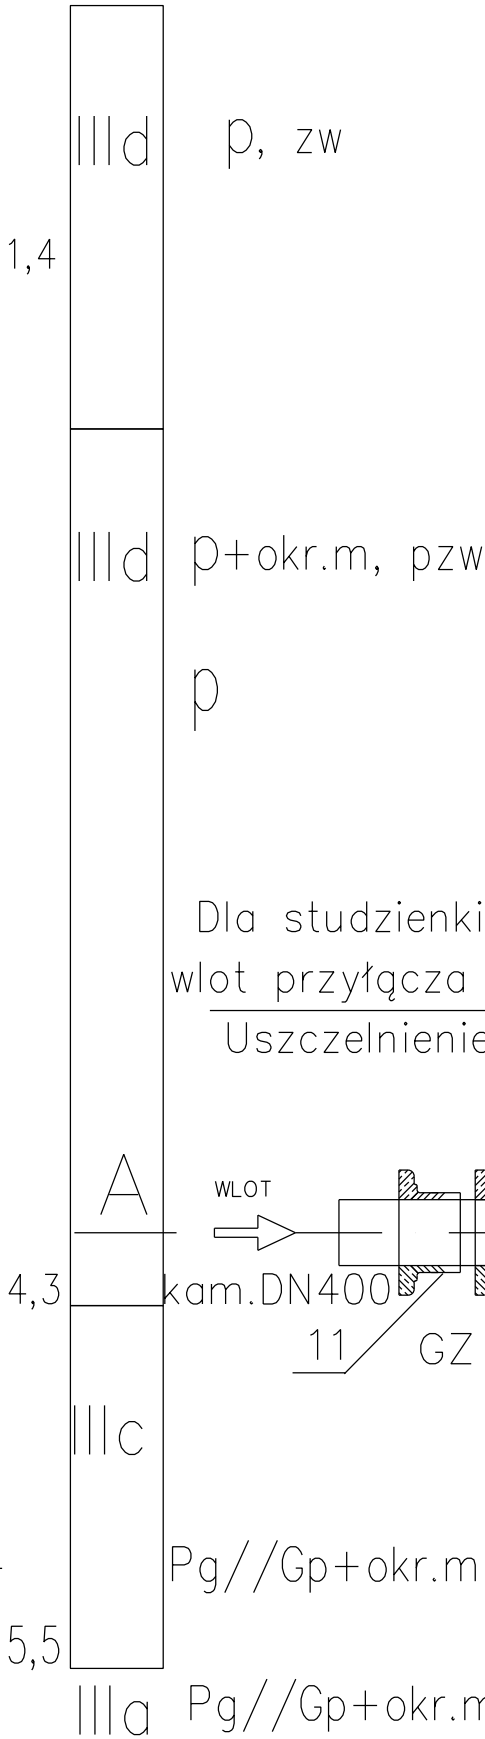 IIId p, zw
1,4
IIId p+okr.m, pzw
p
Dla studzienki
wlot przyłącza
Uszczelnienie
A
WLOT
4,3 kam.DN400
11 GZ
IIIc
Pg//Gp+okr.m
5,5
IIIa Pg//Gp+okr.m